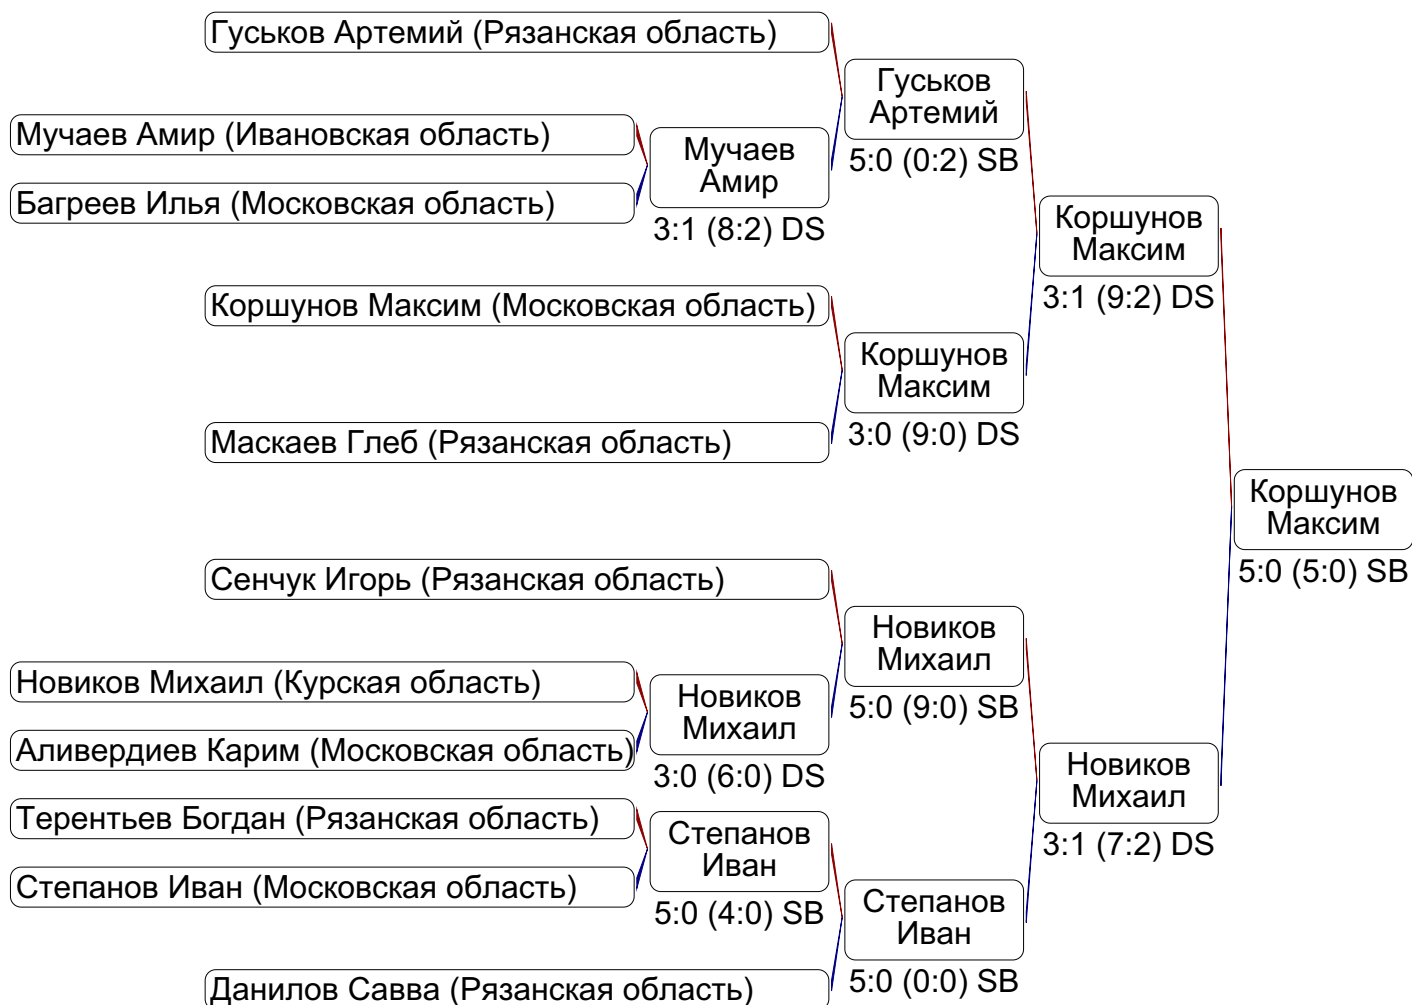 Гуськов Артемий (Рязанская область)
Гуськов
Артемий
5:0 (0:2) SB
Мучаев Амир (Ивановская область)
Мучаев
Амир
3:1 (8:2) DS
Багреев Илья (Московская область)
Коршунов
Максим
3:1 (9:2) DS
Коршунов Максим (Московская область)
Коршунов
Максим
3:0 (9:0) DS
Маскаев Глеб (Рязанская область)
Коршунов
Максим
5:0 (5:0) SB
Сенчук Игорь (Рязанская область)
Новиков
Михаил
5:0 (9:0) SB
Новиков Михаил (Курская область)
Новиков
Михаил
3:0 (6:0) DS
Аливердиев Карим (Московская область)
Новиков
Михаил
3:1 (7:2) DS
Терентьев Богдан (Рязанская область)
Степанов
Иван
5:0 (4:0) SB
Степанов Иван (Московская область)
Степанов
Иван
5:0 (0:0) SB
Данилов Савва (Рязанская область)